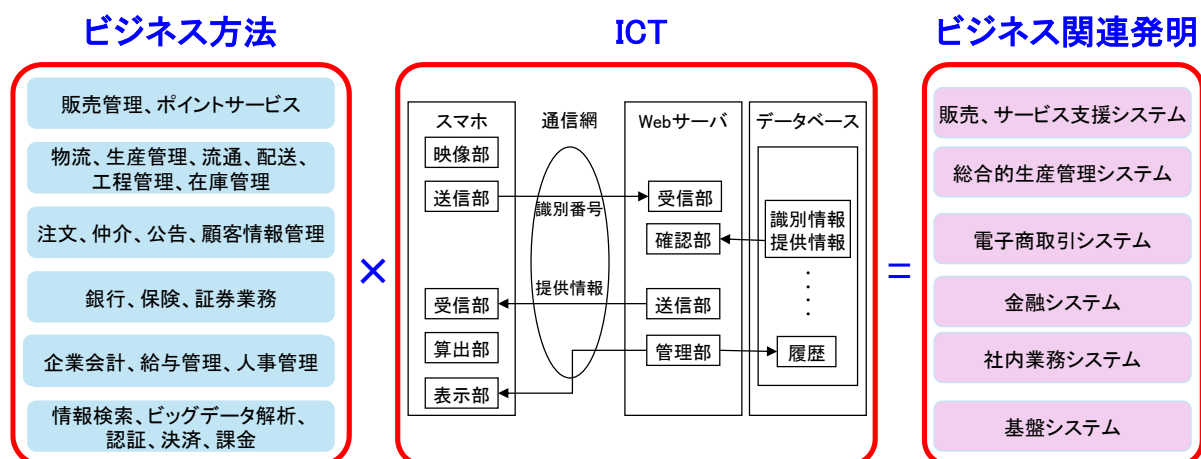 ビジネス方法
販売管理、ポイントサービス
物流、生産管理、流通、配送、
工程管理、在庫管理
注文、仲介、公告、顧客情報管理
銀行、保険、証券業務
企業会計、給与管理、人事管理
情報検索、ビッグデータ解析、
認証、決済、課金
×
ICT
スマホ
映像部
送信部
受信部
算出部
表示部
通信網
識別番号
提供情報
Webサーバ
受信部
確認部
送信部
管理部
データベース
識別情報
提供情報
・・・・
履歴
=
ビジネス関連発明
販売、サービス支援システム
総合的生産管理システム
電子商取引システム
金融システム
社内業務システム
基盤システム